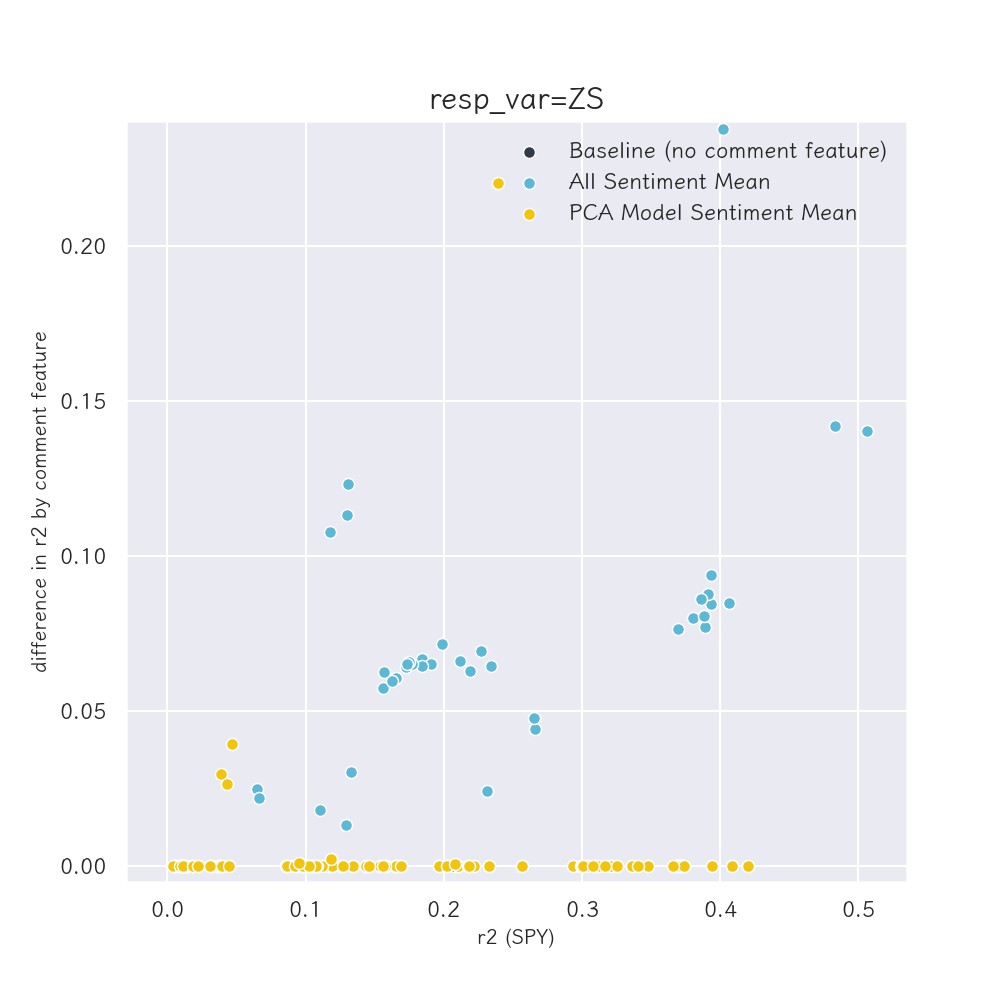 resp_var=ZS
Baseline (no comment feature)
All Sentiment Mean
PCA Model Sentiment Mean
0.20
0.15
0.10
0.05
0.00
difference in r2 by comment feature
0.0 0.1 0.2 0.3 0.4 0.5
r2 (SPY)